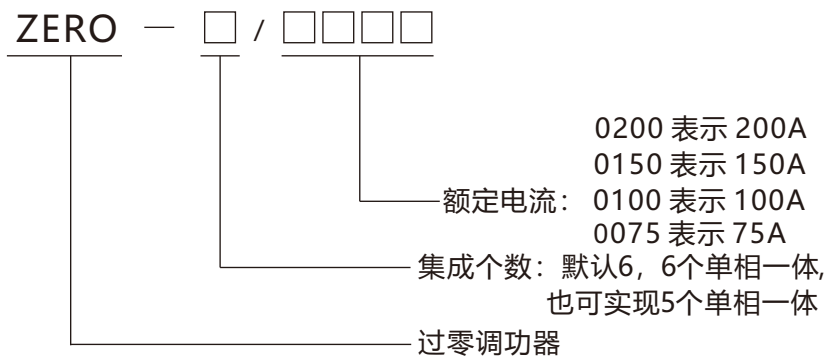 ZERO — □ / □□□□
0200 表示 200A
0150 表示 150A
额定电流： 0100 表示 100A
0075 表示 75A
集成个数：默认6，6个单相一体,
也可实现5个单相一体
过零调功器